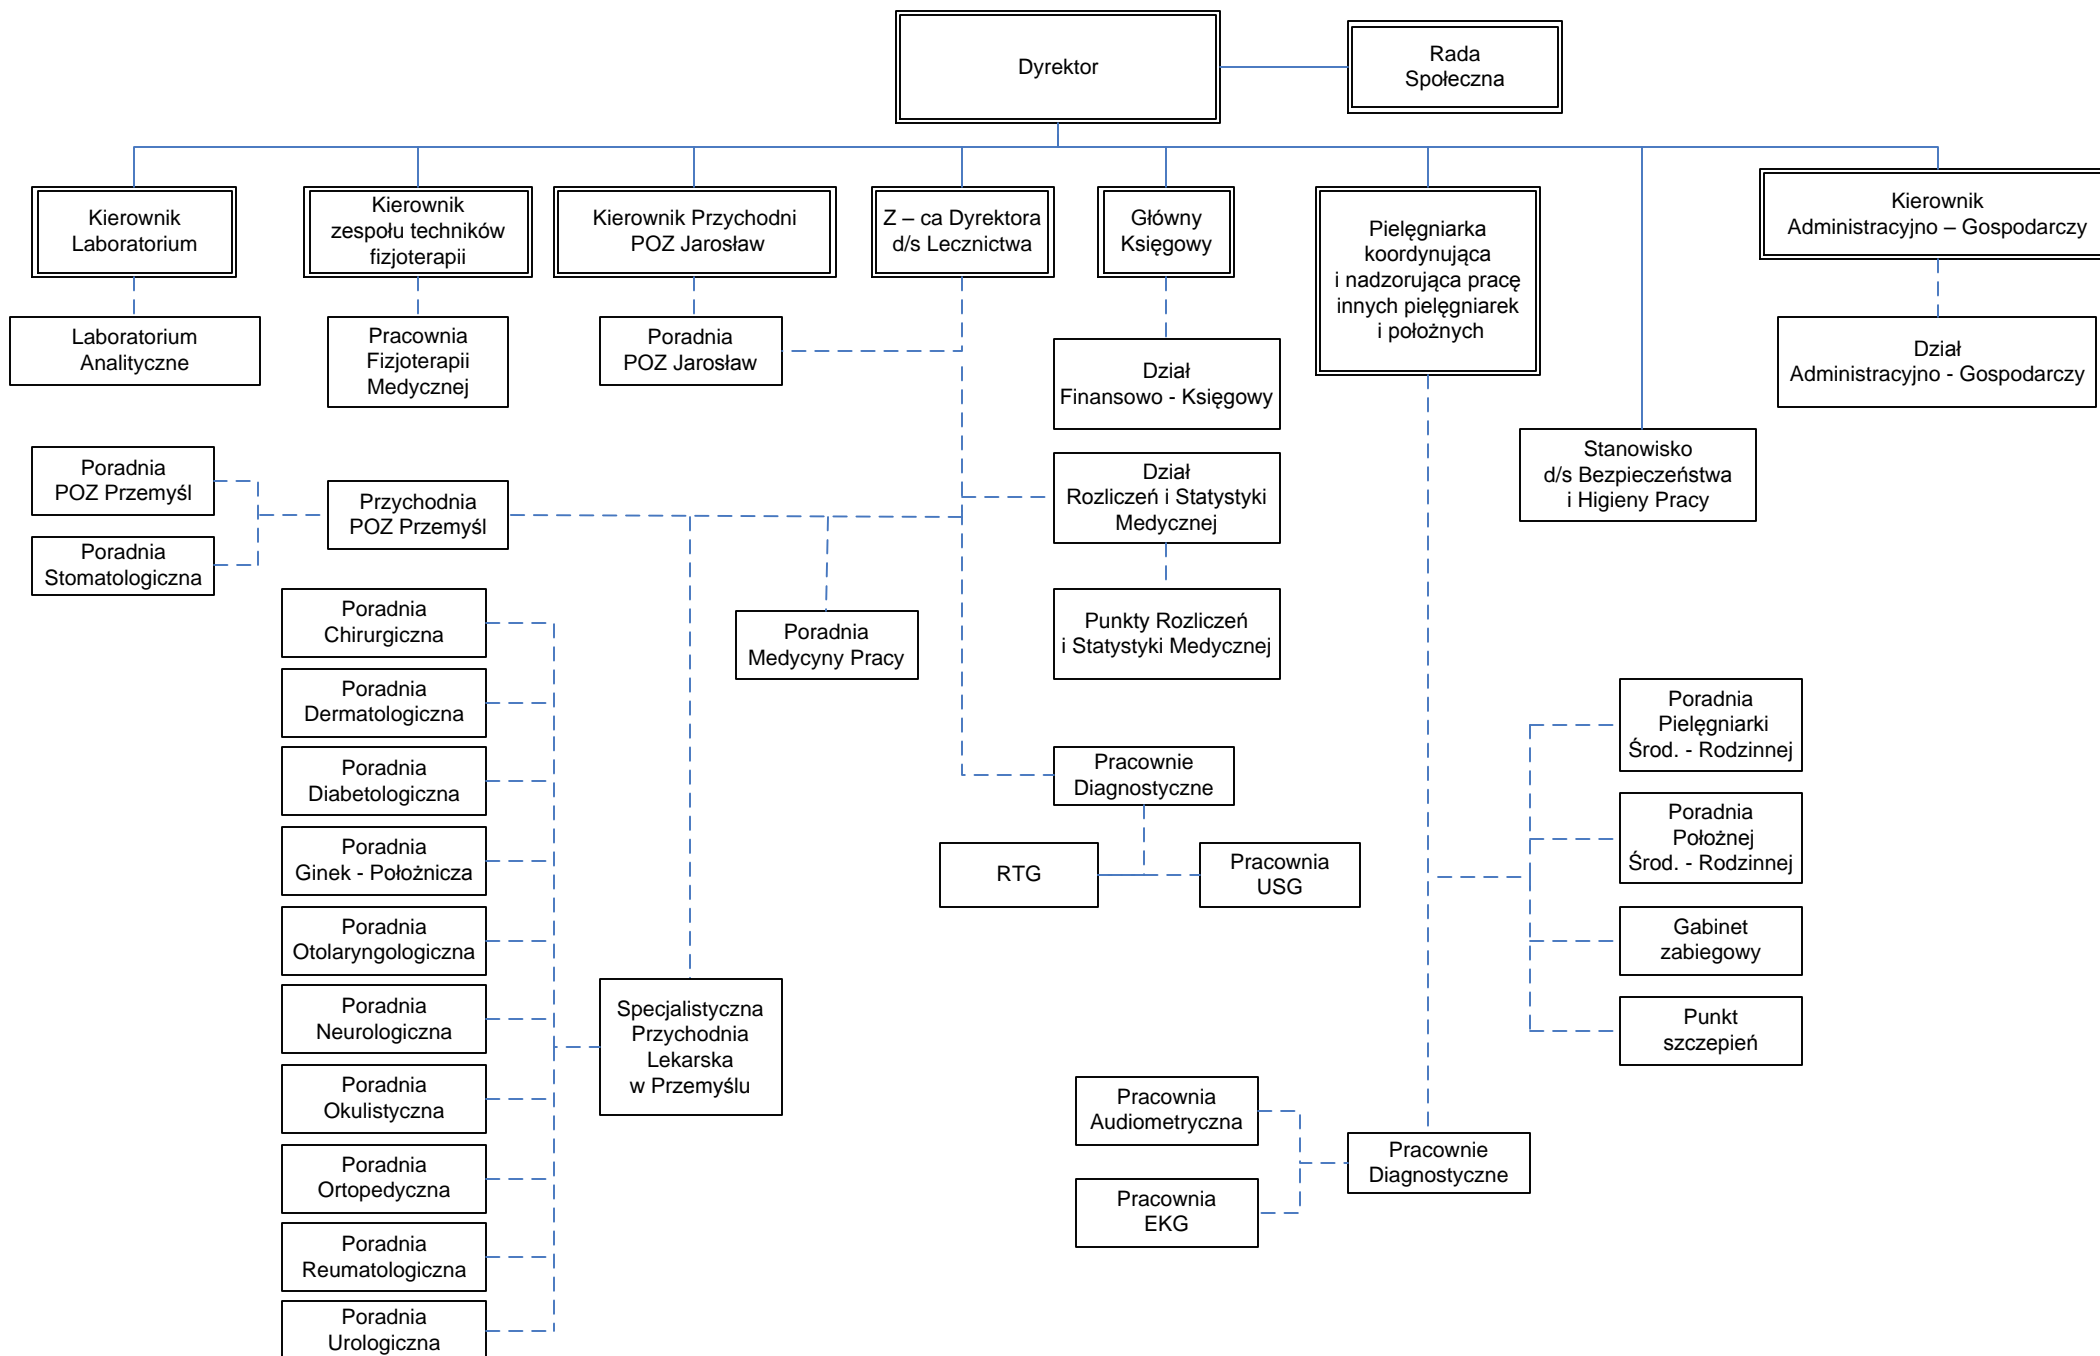 Dyrektor
Rada
Społeczna
Kierownik
Laboratorium
Kierownik
zespołu techników
fizjoterapii
Kierownik Przychodni
POZ Jarosław
Z – ca Dyrektora
d/s Lecznictwa
Główny
Księgowy
Pielęgniarka
koordynująca
i nadzorująca pracę
innych pielęgniarek
i położnych
Kierownik
Administracyjno – Gospodarczy
Laboratorium
Analityczne
Pracownia
Fizjoterapii
Medycznej
Poradnia
POZ Jarosław
Dział
Finansowo - Księgowy
Dział
Administracyjno - Gospodarczy
Poradnia
POZ Przemyśl
Przychodnia
POZ Przemyśl
Dział
Rozliczeń i Statystyki
Medycznej
Stanowisko
d/s Bezpieczeństwa
i Higieny Pracy
Poradnia
Stomatologiczna
Poradnia
Chirurgiczna
Poradnia
Medycyny Pracy
Punkty Rozliczeń
i Statystyki Medycznej
Poradnia
Dermatologiczna
Poradnia
Pielęgniarki
Środ. - Rodzinnej
Poradnia
Diabetologiczna
Pracownie
Diagnostyczne
Poradnia
Położnej
Środ. - Rodzinnej
Poradnia
Ginek - Położnicza
RTG
Pracownia
USG
Poradnia
Otolaryngologiczna
Gabinet
zabiegowy
Poradnia
Neurologiczna
Specjalistyczna
Przychodnia
Lekarska
w Przemyślu
Punkt
szczepień
Poradnia
Okulistyczna
Pracownia
Audiometryczna
Poradnia
Ortopedyczna
Pracownie
Diagnostyczne
Pracownia
EKG
Poradnia
Reumatologiczna
Poradnia
Urologiczna